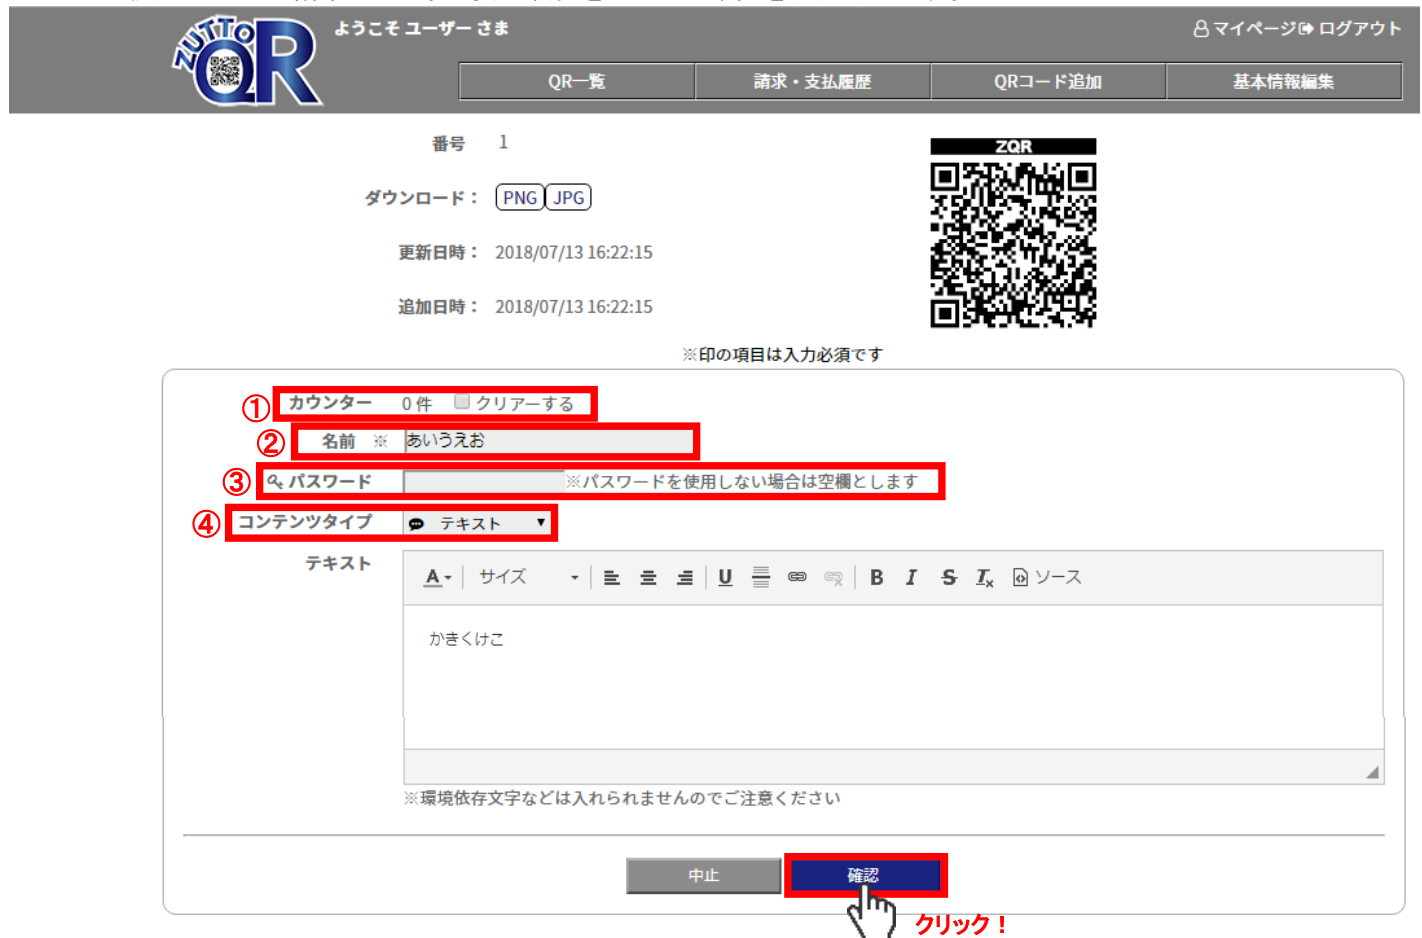 ZUTTO QR
ようこそ ユーザー さま
マイページ ログアウト
QR一覧 請求・支払履歴 QRコード追加 基本情報編集
番号 1
ZQR
ダウンロード： PNG JPG
更新日時： 2018/07/13 16:22:15
追加日時： 2018/07/13 16:22:15
※印の項目は入力必須です
① カウンター 0 件 クリアーする
② 名前 ※ あいうえお
③ パスワード ※パスワードを使用しない場合は空欄とします
④ コンテンツタイプ テキスト ▼
テキスト
A サイズ U B I S Tx ソース
かきくけこ
※環境依存文字などは入れられませんのでご注意ください
中止 確認
クリック！